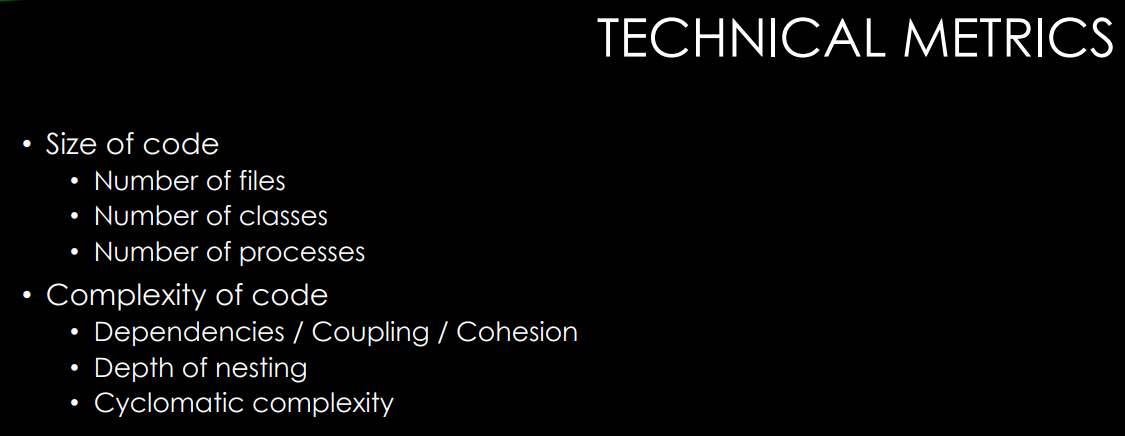 TECHNICAL METRICS
• Size of code
• Number of files
• Number of classes
• Number of processes
• Complexity of code
• Dependencies / Coupling / Cohesion
• Depth of nesting
• Cyclomatic complexity